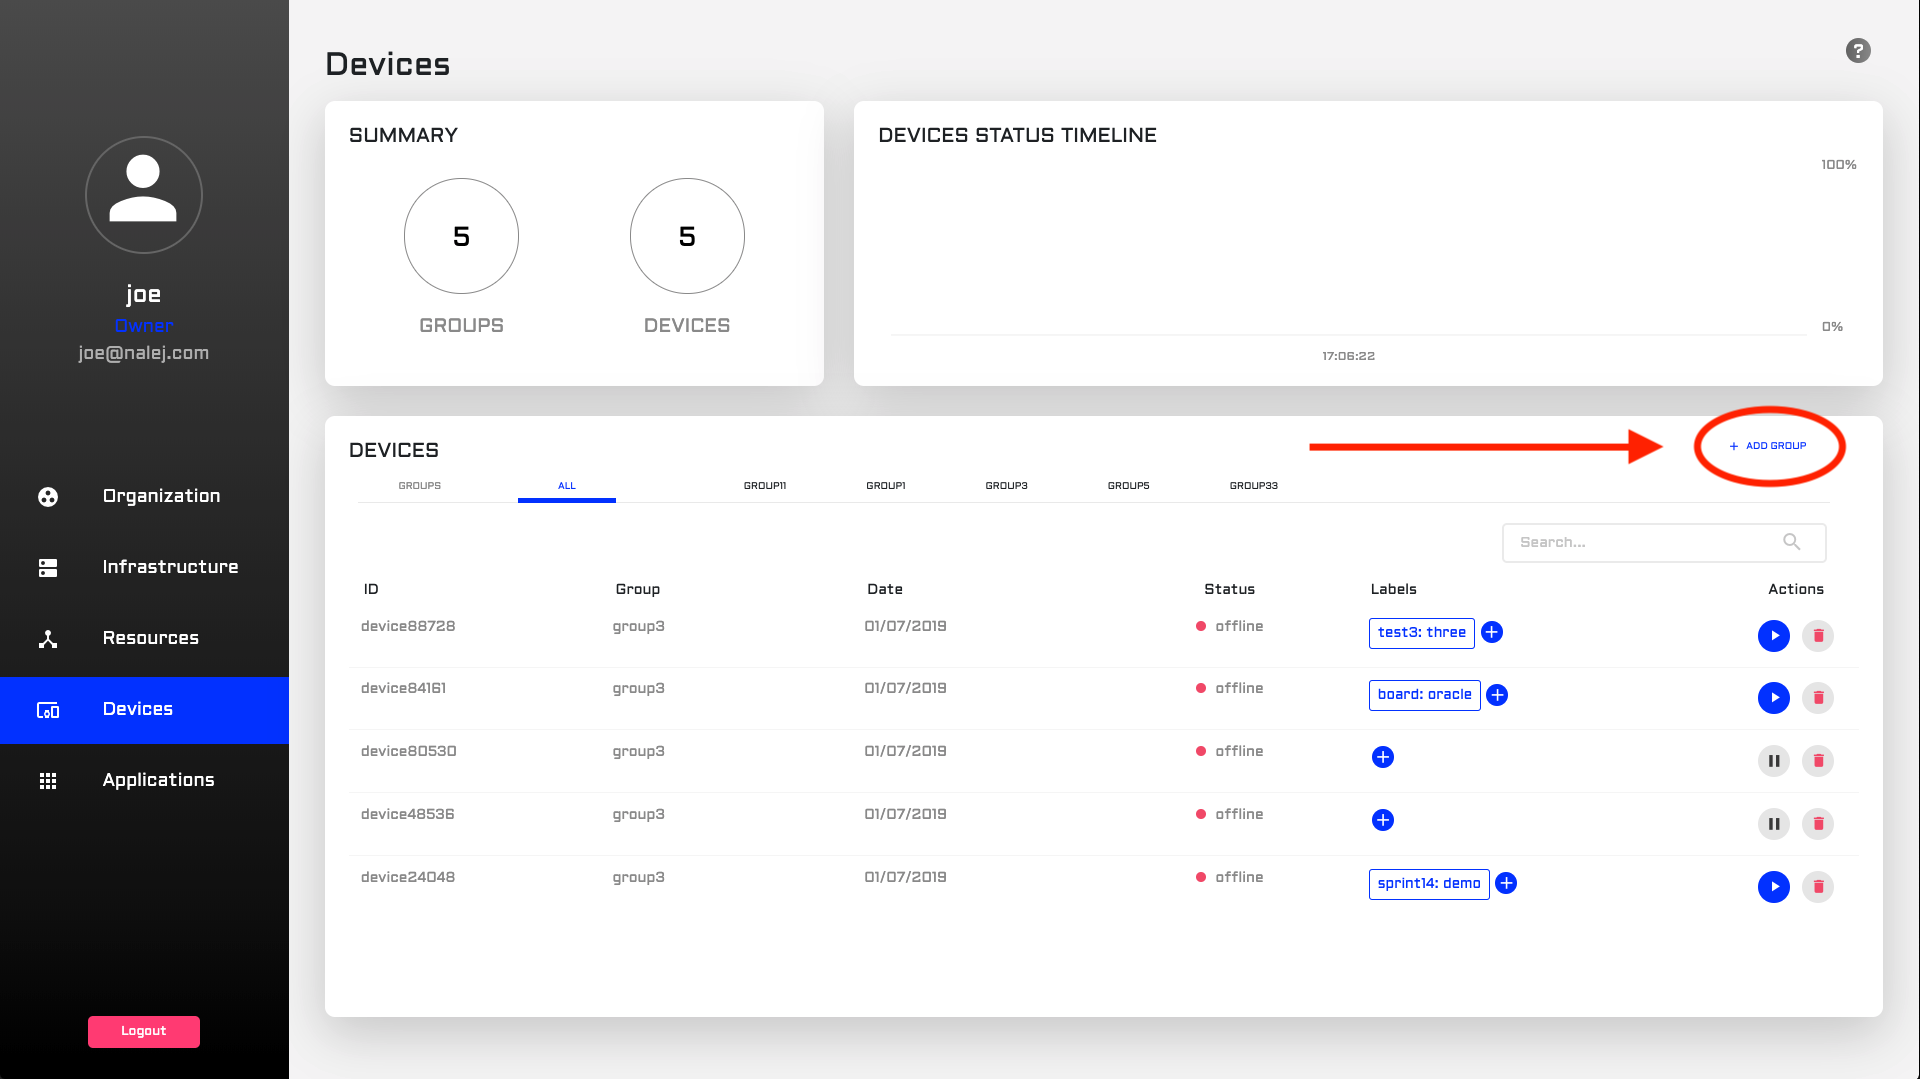 joe
Owner
joe@nalej.com
Organization
Infrastructure
Resources
Devices
Applications
Logout
Devices
?
SUMMARY
5
GROUPS
5
DEVICES
DEVICES STATUS TIMELINE
100%
0%
17:06:22
DEVICES
+ ADD GROUP
GROUPS ALL GROUP11 GROUP1 GROUP3 GROUP5 GROUP33
Search...
ID Group Date Status Labels Actions
device88728 group3 01/07/2019 offline test3: three
device84161 group3 01/07/2019 offline board: oracle
device80530 group3 01/07/2019 offline
device48536 group3 01/07/2019 offline
device24048 group3 01/07/2019 offline sprint14: demo